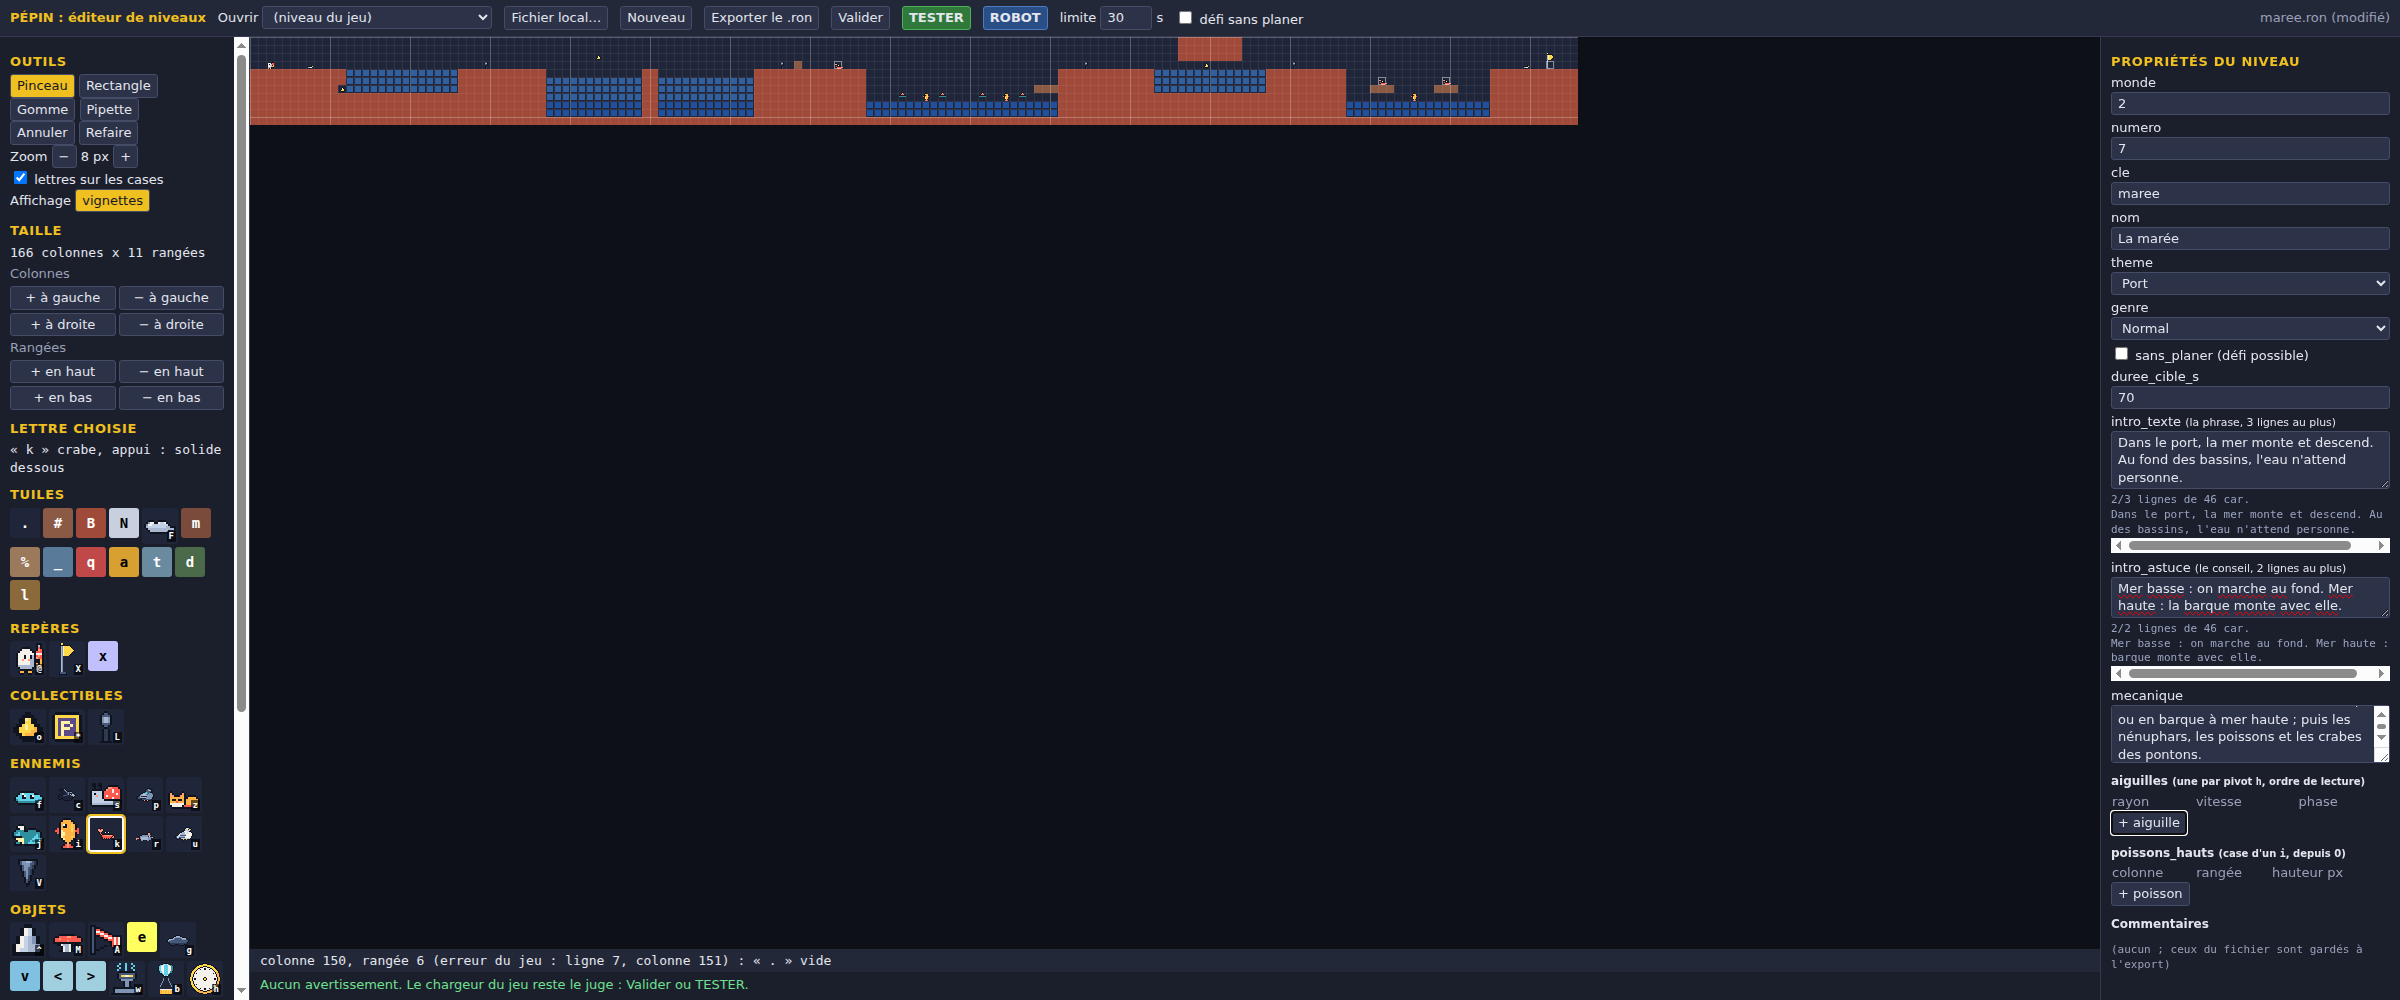 PÉPIN : éditeur de niveaux Ouvrir (niveau du jeu) Fichier local... Nouveau Exporter le .ron Valider TESTER ROBOT limite 30 s défi sans planer maree.ron (modifié)
OUTILS
Pinceau Rectangle
Gomme Pipette
Annuler Refaire
Zoom − 8 px +
lettres sur les cases
Affichage vignettes
TAILLE
166 colonnes x 11 rangées
Colonnes
+ à gauche − à gauche
+ à droite − à droite
Rangées
+ en haut − en haut
+ en bas − en bas
LETTRE CHOISIE
« k » crabe, appui : solide
dessous
TUILES
. # B N F m
% _ q a t d
l
REPÈRES
@ X x
COLLECTIBLES
o * L
ENNEMIS
f c s p z
j i k r u
V
OBJETS
^ M A e g
v < > w b h
colonne 150, rangée 6 (erreur du jeu : ligne 7, colonne 151) : « . » vide
Aucun avertissement. Le chargeur du jeu reste le juge : Valider ou TESTER.
PROPRIÉTÉS DU NIVEAU
monde
2
numero
7
cle
maree
nom
La marée
theme
Port
genre
Normal
sans_planer (défi possible)
duree_cible_s
70
intro_texte (la phrase, 3 lignes au plus)
Dans le port, la mer monte et descend.
Au fond des bassins, l'eau n'attend
personne.
2/3 lignes de 46 car.
Dans le port, la mer monte et descend. Au
des bassins, l'eau n'attend personne.
intro_astuce (le conseil, 2 lignes au plus)
Mer basse : on marche au fond. Mer
haute : la barque monte avec elle.
2/2 lignes de 46 car.
Mer basse : on marche au fond. Mer haute :
barque monte avec elle.
mecanique
ou en barque à mer haute ; puis les
nénuphars, les poissons et les crabes
des pontons.
aiguilles (une par pivot h, ordre de lecture)
rayon vitesse phase
+ aiguille
poissons_hauts (case d'un i, depuis 0)
colonne rangée hauteur px
+ poisson
Commentaires
(aucun ; ceux du fichier sont gardés à
l'export)